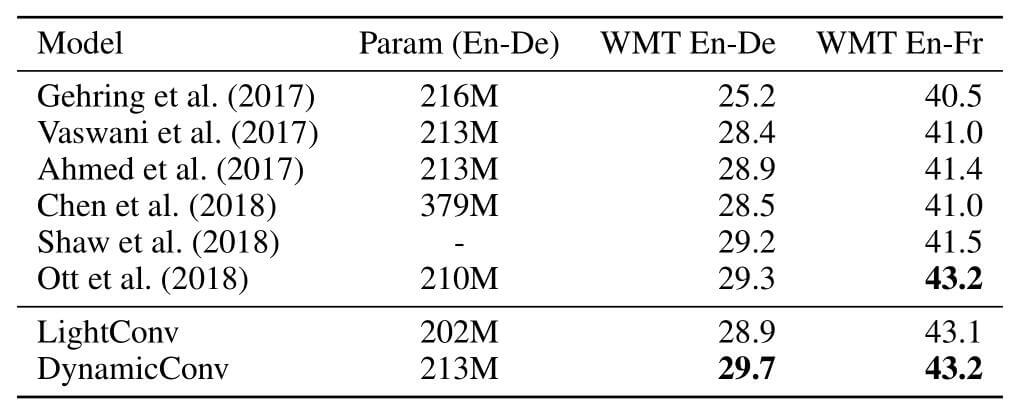 Model Param (En-De) WMT En-De WMT En-Fr
Gehring et al. (2017) 216M 25.2 40.5
Vaswani et al. (2017) 213M 28.4 41.0
Ahmed et al. (2017) 213M 28.9 41.4
Chen et al. (2018) 379M 28.5 41.0
Shaw et al. (2018) - 29.2 41.5
Ott et al. (2018) 210M 29.3 43.2
LightConv 202M 28.9 43.1
DynamicConv 213M 29.7 43.2